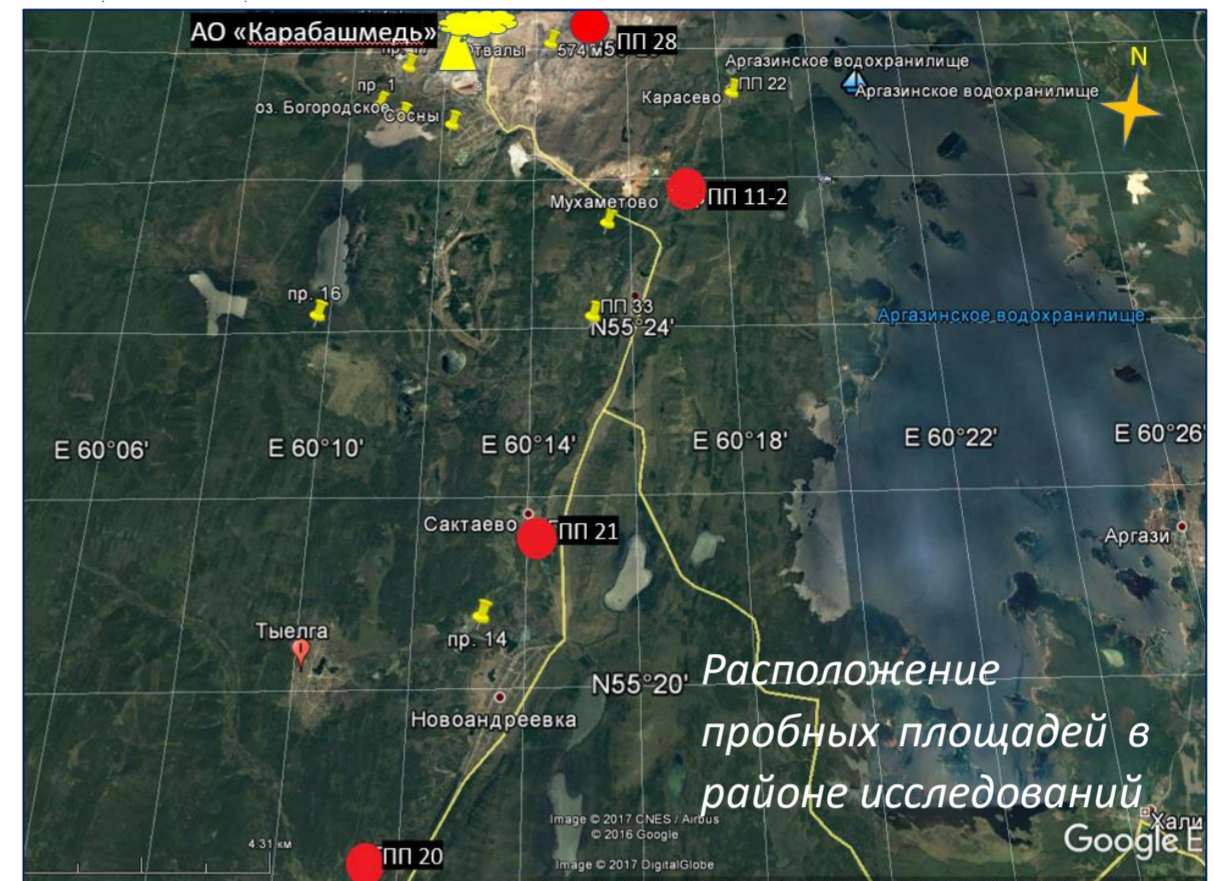 АО «Карабашмедь»
Отвалы
574 м
ПП 28
Аргазинское водохранилище
пр. 1
ПП 22
Аргазинское водохранилище
Карасево
оз. Богородское
Сосны
N
Мухаметово
ПП 11-2
пр. 16
ПП 33
N55°24'
Аргазинское водохранилище
E 60°06'
E 60°10'
E 60°14'
E 60°18'
E 60°22'
E 60°26'
Сактаево
ПП 21
Аргази
Тыелга
пр. 14
N55°20'
Новоандреевка
Расположение
пробных площадей в
районе исследований
Image © 2017 CNES / Airbus
© 2016 Google
Image © 2017 DigitalGlobe
4.31 км
ПП 20
Хали
Google E